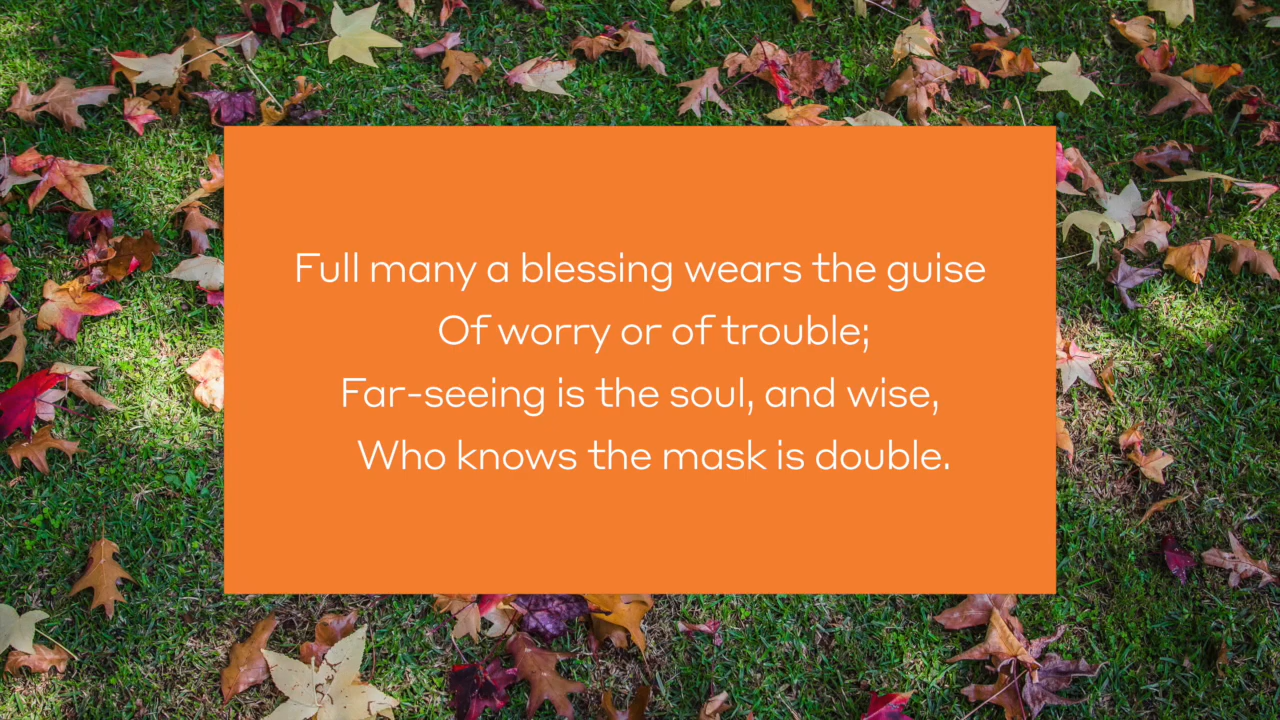 Full many a blessing wears the guise
Of worry or of trouble;
Far-seeing is the soul, and wise,
Who knows the mask is double.